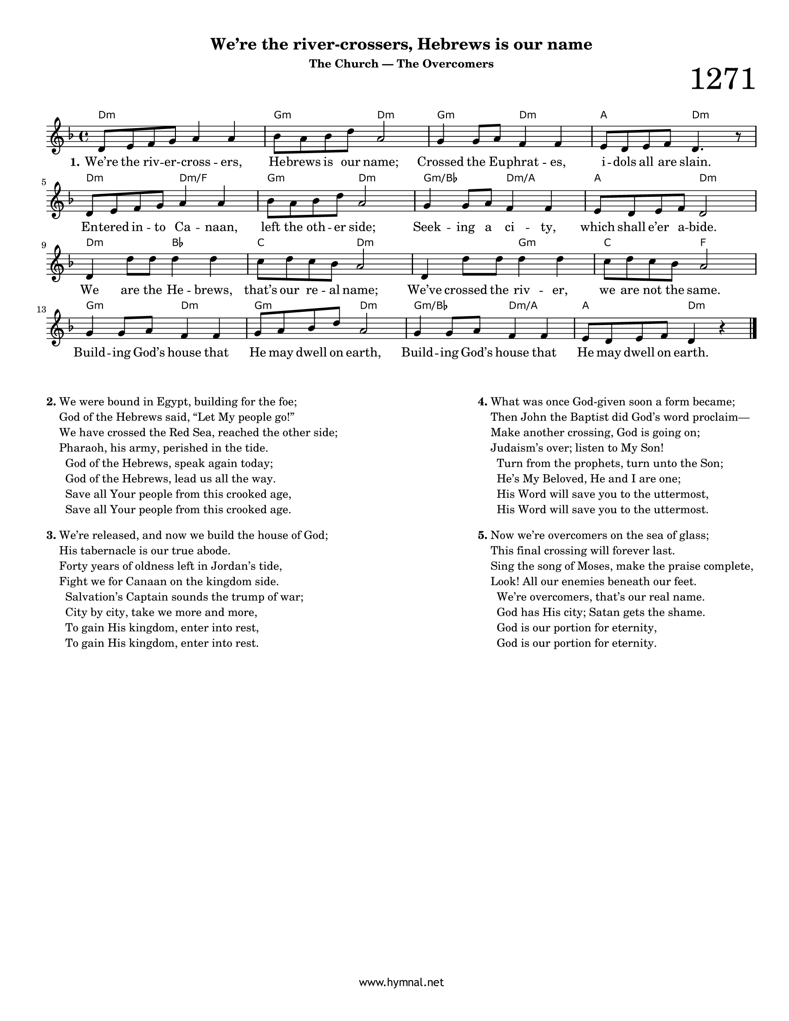 We're the river-crossers, Hebrews is our name
The Church — The Overcomers
1271
Dm Gm Dm Gm Dm A Dm
1. We're the riv-er-cross - ers, Hebrews is our name; Crossed the Euphrat - es, i - dols all are slain.
5 Dm Dm/F Gm Dm Gm/B♭ Dm/A A Dm
Entered in - to Ca - naan, left the oth - er side; Seek - ing a ci - ty, which shall e'er a-bide.
9 Dm B♭ C Dm Gm C F
We are the He - brews, that's our re - al name; We've crossed the riv - er, we are not the same.
13 Gm Dm Gm Dm Gm/B♭ Dm/A A Dm
Build - ing God's house that He may dwell on earth, Build - ing God's house that He may dwell on earth.
2. We were bound in Egypt, building for the foe;
God of the Hebrews said, “Let My people go!”
We have crossed the Red Sea, reached the other side;
Pharaoh, his army, perished in the tide.
God of the Hebrews, speak again today;
God of the Hebrews, lead us all the way.
Save all Your people from this crooked age,
Save all Your people from this crooked age.
3. We're released, and now we build the house of God;
His tabernacle is our true abode.
Forty years of oldness left in Jordan's tide,
Fight we for Canaan on the kingdom side.
Salvation's Captain sounds the trump of war;
City by city, take we more and more,
To gain His kingdom, enter into rest,
To gain His kingdom, enter into rest.
4. What was once God-given soon a form became;
Then John the Baptist did God's word proclaim—
Make another crossing, God is going on;
Judaism's over; listen to My Son!
Turn from the prophets, turn unto the Son;
He's My Beloved, He and I are one;
His Word will save you to the uttermost,
His Word will save you to the uttermost.
5. Now we're overcomers on the sea of glass;
This final crossing will forever last.
Sing the song of Moses, make the praise complete,
Look! All our enemies beneath our feet.
We're overcomers, that's our real name.
God has His city; Satan gets the shame.
God is our portion for eternity,
God is our portion for eternity.
www.hymnal.net